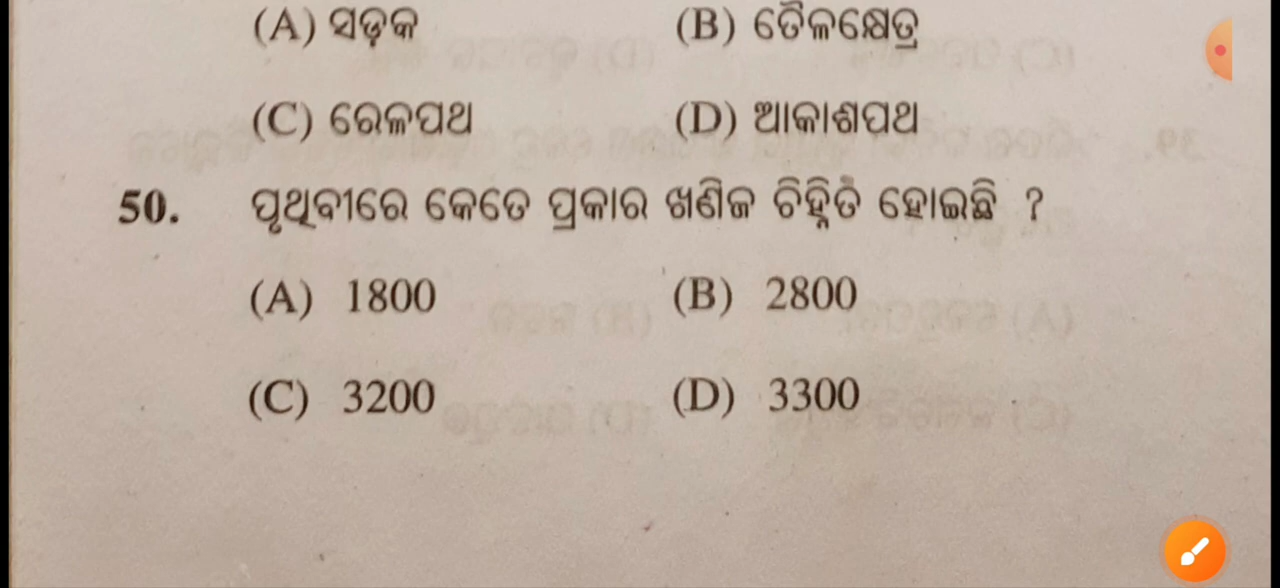 (A) ସଡ଼କ (B) ତୈଳକ୍ଷେତ୍ର
(C) ରେଳପଥ (D) ଆକାଶପଥ
50. ପୃଥିବୀରେ କେତେ ପ୍ରକାର ଖଣିଜ ଚିହ୍ନିତ ହୋଇଛି ?
(A) 1800 (B) 2800
(C) 3200 (D) 3300